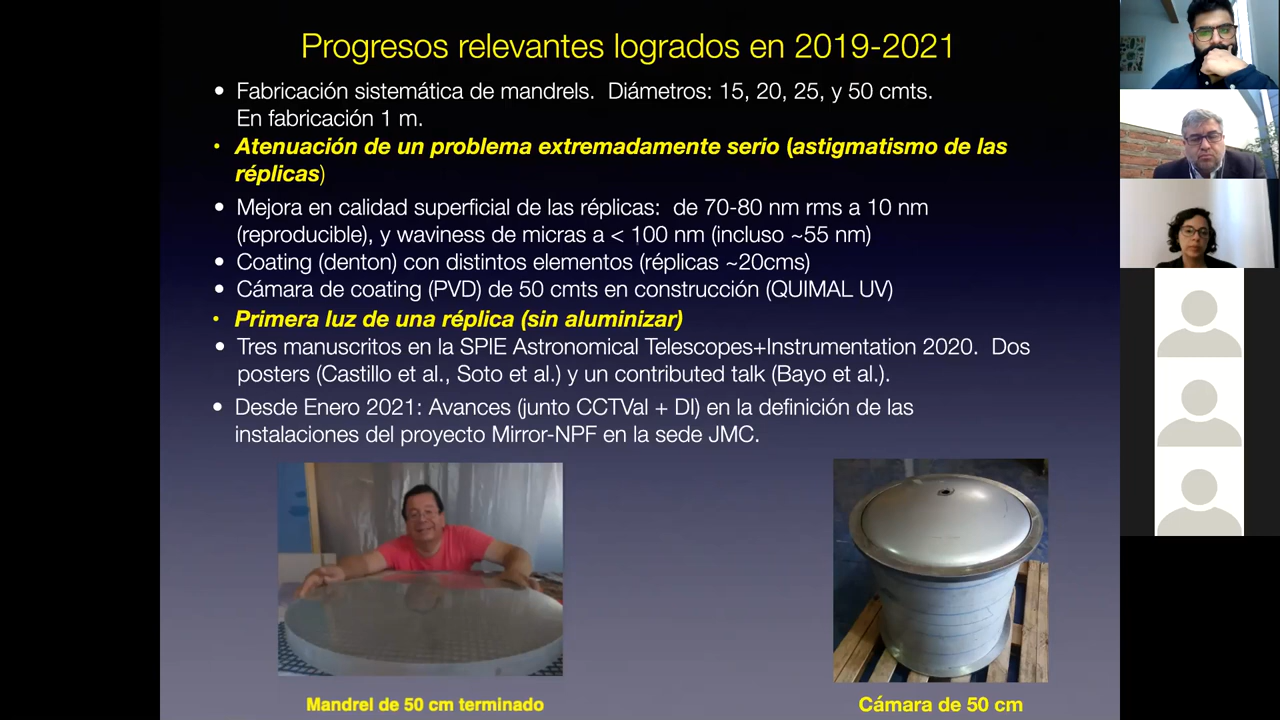 Progresos relevantes logrados en 2019-2021
• Fabricación sistemática de mandrels. Diámetros: 15, 20, 25, y 50 cmts.
En fabricación 1 m.
• Atenuación de un problema extremadamente serio (astigmatismo de las
réplicas)
• Mejora en calidad superficial de las réplicas: de 70-80 nm rms a 10 nm
(reproducible), y waviness de micras a < 100 nm (incluso ~55 nm)
• Coating (denton) con distintos elementos (réplicas ~20cms)
• Cámara de coating (PVD) de 50 cmts en construcción (QUIMAL UV)
• Primera luz de una réplica (sin aluminizar)
• Tres manuscritos en la SPIE Astronomical Telescopes+Instrumentation 2020. Dos
posters (Castillo et al., Soto et al.) y un contributed talk (Bayo et al.).
• Desde Enero 2021: Avances (junto CCTVal + DI) en la definición de las
instalaciones del proyecto Mirror-NPF en la sede JMC.
Mandrel de 50 cm terminado
Cámara de 50 cm